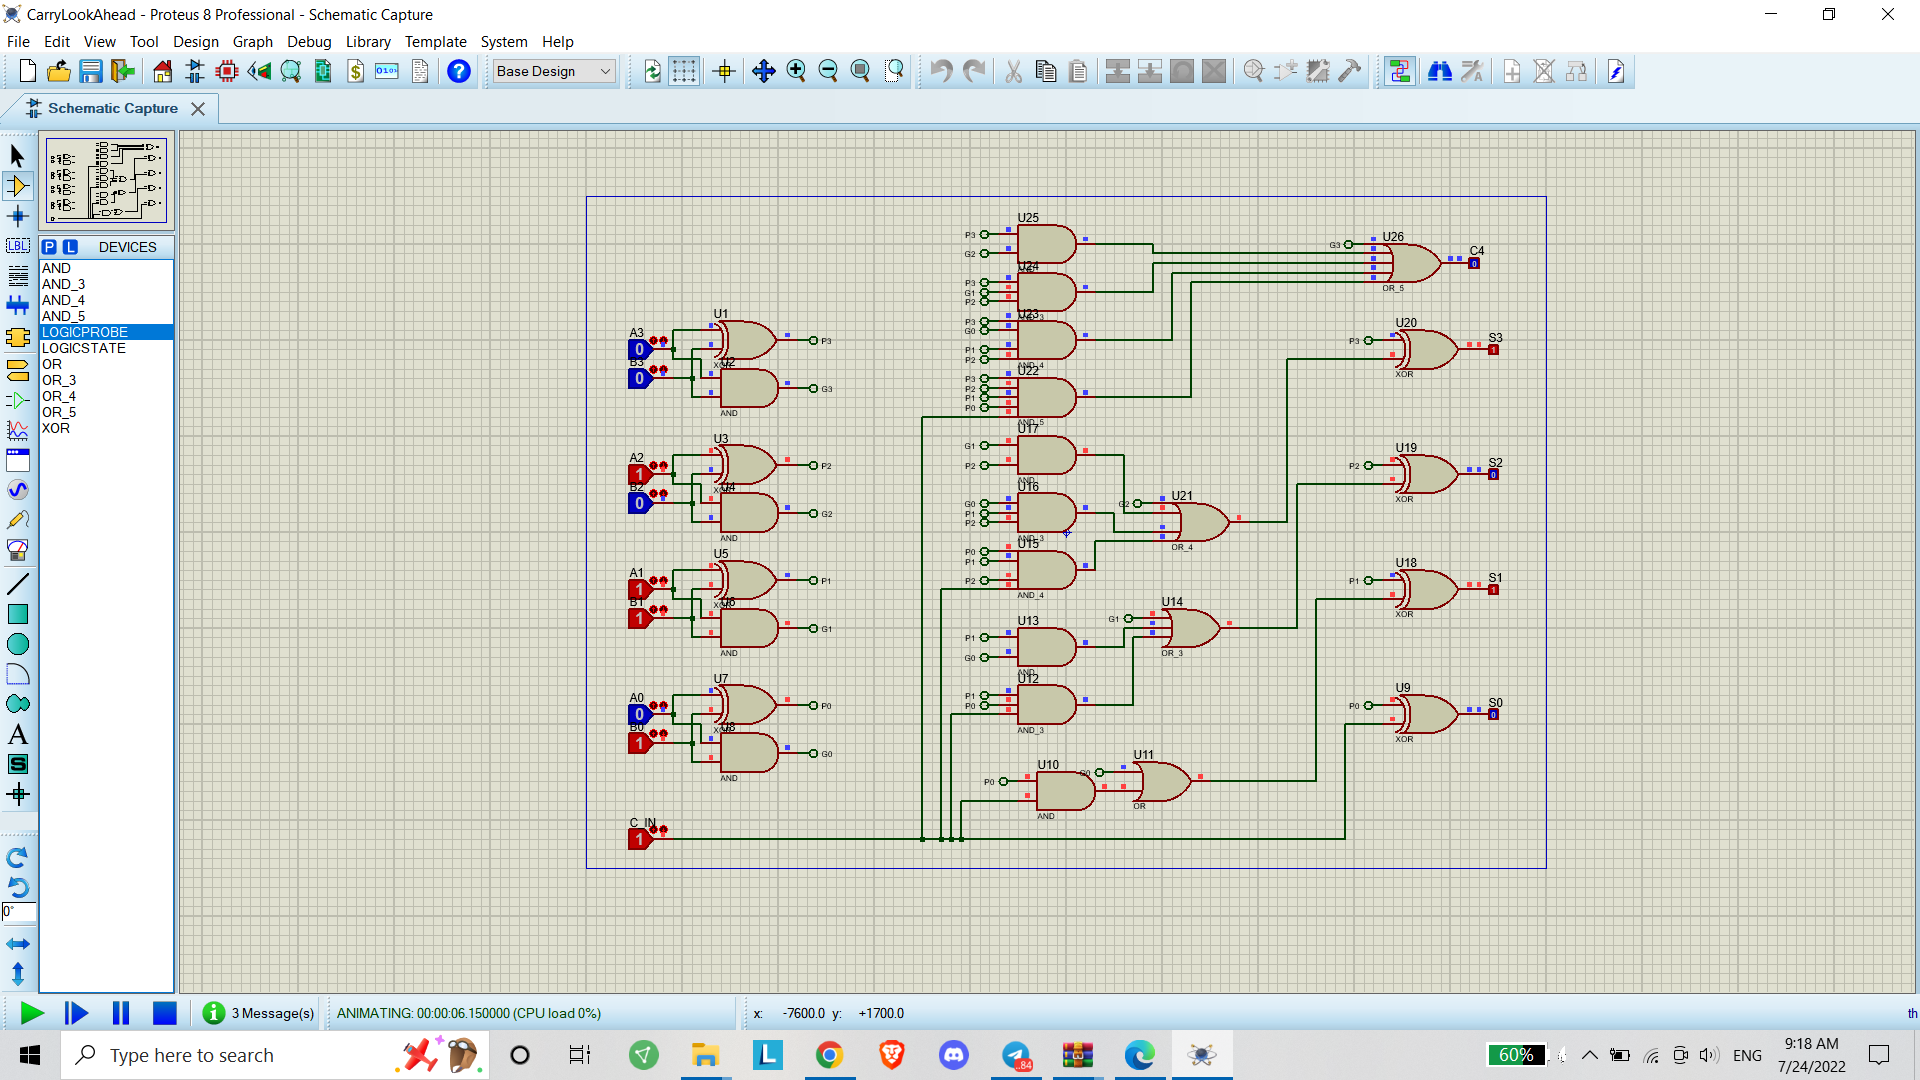 CarryLookAhead - Proteus 8 Professional - Schematic Capture
File Edit View Tool Design Graph Debug Library Template System Help
Base Design
Schematic Capture
P L DEVICES
AND
AND_3
AND_4
AND_5
LOGICPROBE
LOGICSTATE
OR
OR_3
OR_4
OR_5
XOR
LBL
A
S
0°
A3
0
B3
0
U1
P3
U2
G3
AND
A2
1
B2
0
U3
P2
U4
G2
AND
A1
1
B1
1
U5
P1
U6
G1
AND
A0
0
B0
1
U7
P0
U8
G0
AND
C_IN
1
U25
P3
G2
U24
P3
G1
P2
U23
P3
G0
P1
P2
AND_4
U22
P3
P2
P1
P0
AND_5
U17
G1
P2
AND
U16
G0
P1
P2
AND_3
U15
P0
P1
P2
AND_4
U13
P1
G0
AND
U12
P1
P0
AND_3
U10
P0
AND
U11
G0
OR
U14
G1
OR_3
U21
G2
OR_4
U26
G3
OR_5
C4
0
U20
P3
XOR
S3
1
U19
P2
XOR
S2
0
U18
P1
XOR
S1
1
U9
P0
XOR
S0
0
3 Message(s)
ANIMATING: 00:00:06.150000 (CPU load 0%)
x: -7600.0 y: +1700.0
th
Type here to search
84
60%
ENG
9:18 AM
7/24/2022